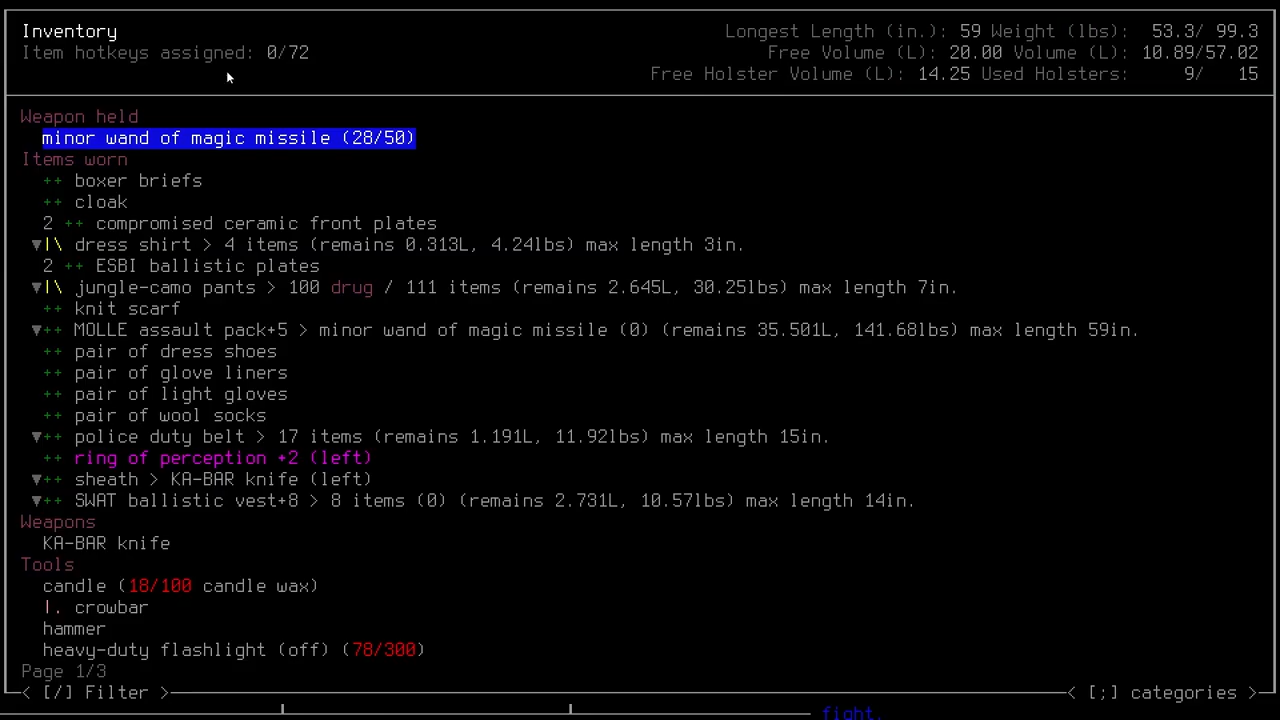 Inventory
Item hotkeys assigned: 0/72
Longest Length (in.): 59 Weight (lbs): 53.3/ 99.3
Free Volume (L): 20.00 Volume (L): 10.89/57.02
Free Holster Volume (L): 14.25 Used Holsters: 9/ 15
Weapon held
minor wand of magic missile (28/50)
Items worn
++ boxer briefs
++ cloak
2 ++ compromised ceramic front plates
▼|\ dress shirt > 4 items (remains 0.313L, 4.24lbs) max length 3in.
2 ++ ESBI ballistic plates
▼|\ jungle-camo pants > 100 drug / 111 items (remains 2.645L, 30.25lbs) max length 7in.
++ knit scarf
▼++ MOLLE assault pack+5 > minor wand of magic missile (0) (remains 35.501L, 141.68lbs) max length 59in.
++ pair of dress shoes
++ pair of glove liners
++ pair of light gloves
++ pair of wool socks
▼++ police duty belt > 17 items (remains 1.191L, 11.92lbs) max length 15in.
++ ring of perception +2 (left)
▼++ sheath > KA-BAR knife (left)
▼++ SWAT ballistic vest+8 > 8 items (0) (remains 2.731L, 10.57lbs) max length 14in.
Weapons
KA-BAR knife
Tools
candle (18/100 candle wax)
|. crowbar
hammer
heavy-duty flashlight (off) (78/300)
Page 1/3
< [/] Filter >
< [;] categories >
fight.